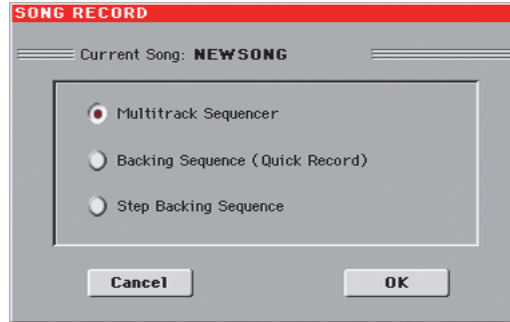 SONG RECORD
Current Song: NEWSONG
Multitrack Sequencer
Backing Sequence (Quick Record)
Step Backing Sequence
Cancel OK